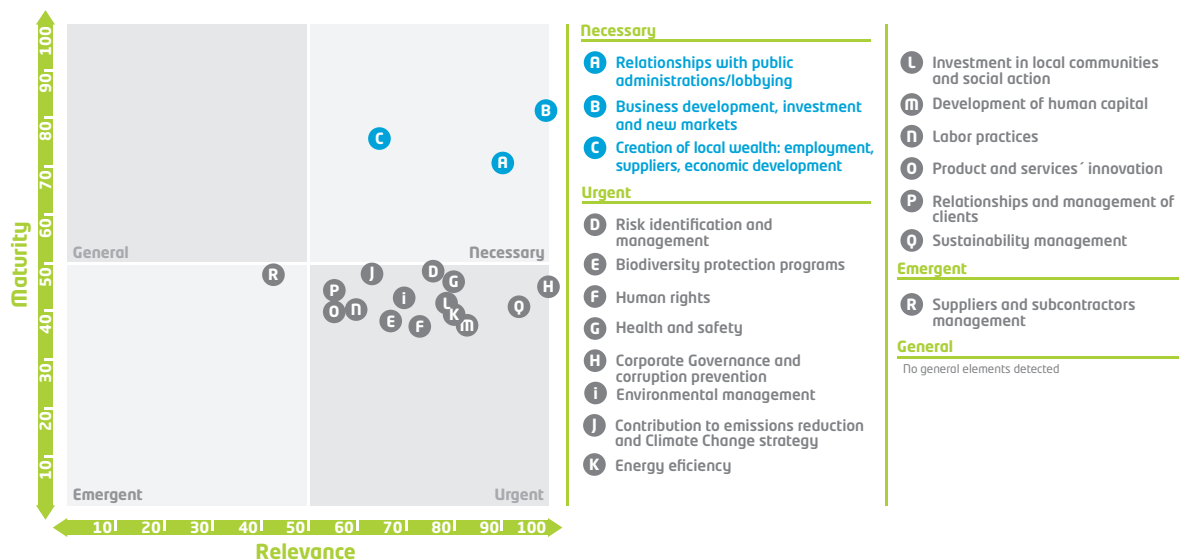 Maturity
100
90
80
70
60
50
40
30
20
10
General
Necessary
Emergent
Urgent
B
C
A
R
J
D
G
H
P
i
L
O
n
K
Q
E
F
m
10 20 30 40 50 60 70 80 90 100
Relevance
Necessary
A Relationships with public
administrations/lobbying
B Business development, investment
and new markets
C Creation of local wealth: employment,
suppliers, economic development
Urgent
D Risk identification and
management
E Biodiversity protection programs
F Human rights
G Health and safety
H Corporate Governance and
corruption prevention
i Environmental management
J Contribution to emissions reduction
and Climate Change strategy
K Energy eficiency
L Investment in local communities
and social action
m Development of human capital
n Labor practices
O Product and services´ innovation
P Relationships and management of
clients
Q Sustainability management
Emergent
R Suppliers and subcontractors
management
General
No general elements detected